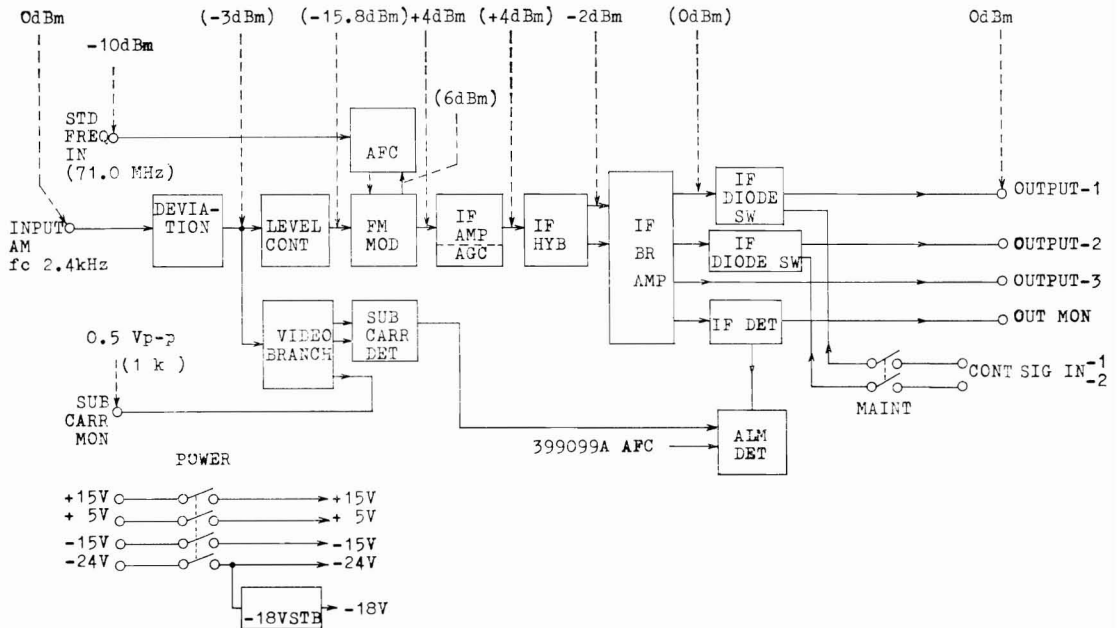 0dBm
(-3dBm)
(-15.8dBm)
+4dBm
(+4dBm)
-2dBm
(0dBm)
0dBm
-10dBm
(6dBm)
STD
FREQ
IN
(71.0 MHz)
AFC
INPUT
AM
fc 2.4kHz
DEVIA-
TION
LEVEL
CONT
FM
MOD
IF
AMP
AGC
IF
HYB
IF
BR
AMP
IF
DIODE
SW
OUTPUT-1
IF
DIODE SW
OUTPUT-2
OUTPUT-3
IF DET
OUT MON
VIDEO
BRANCH
SUB
CARR
DET
0.5 Vp-p
(1 k )
SUB
CARR
MON
CONT SIG IN -1
-2
MAINT
399099A AFC
ALM
DET
POWER
+15V
+15V
+ 5V
+ 5V
-15V
-15V
-24V
-24V
-18VSTB
-18V